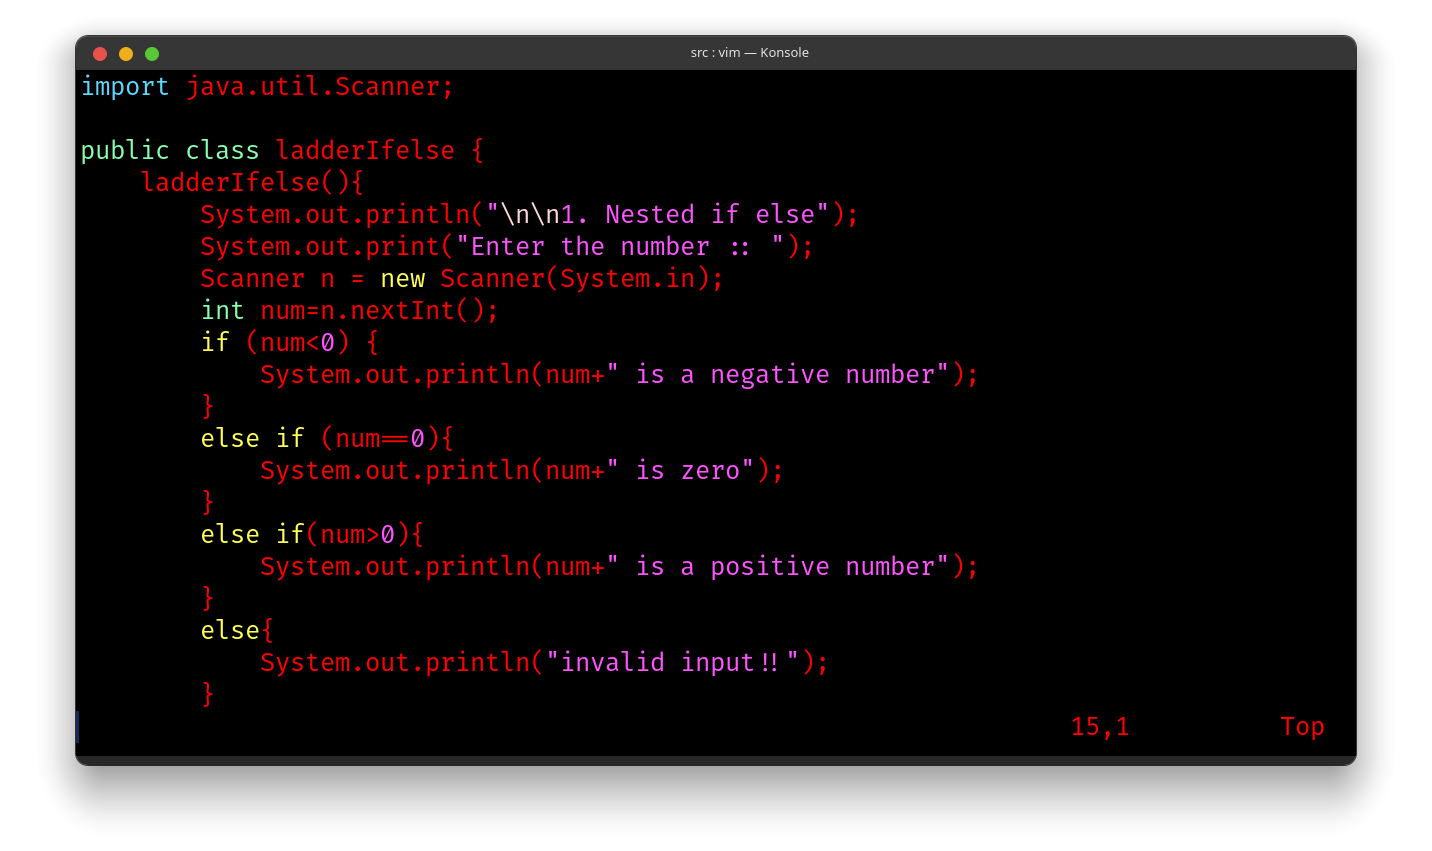 src : vim — Konsole
import java.util.Scanner;
public class ladderIfelse {
    ladderIfelse(){
        System.out.println("\n\n1. Nested if else");
        System.out.print("Enter the number :: ");
        Scanner n = new Scanner(System.in);
        int num=n.nextInt();
        if (num<0) {
            System.out.println(num+" is a negative number");
        }
        else if (num==0){
            System.out.println(num+" is zero");
        }
        else if(num>0){
            System.out.println(num+" is a positive number");
        }
        else{
            System.out.println("invalid input!!");
        }
15,1 Top